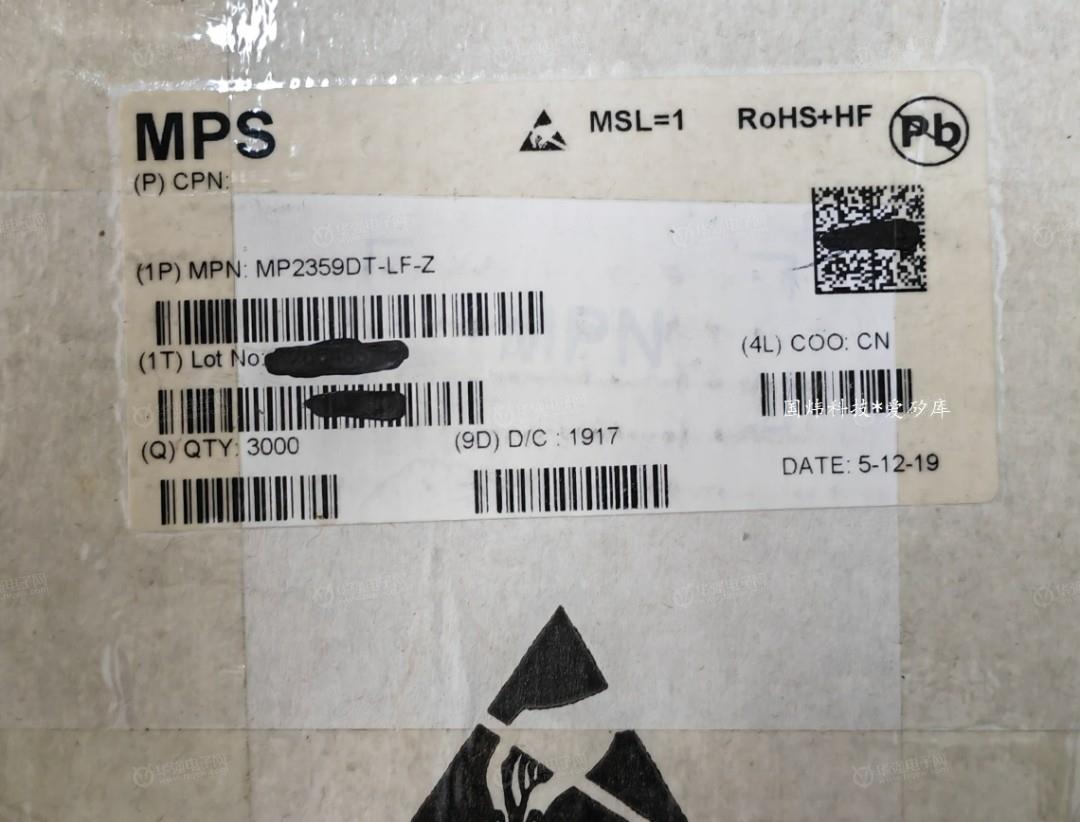 MPS
MSL=1 RoHS+HF Pb
(P) CPN:
(1P) MPN: MP2359DT-LF-Z
(1T) Lot No:
(4L) COO: CN
国炜科技*爱矽库
(Q) QTY: 3000
(9D) D/C : 1917
DATE: 5-12-19